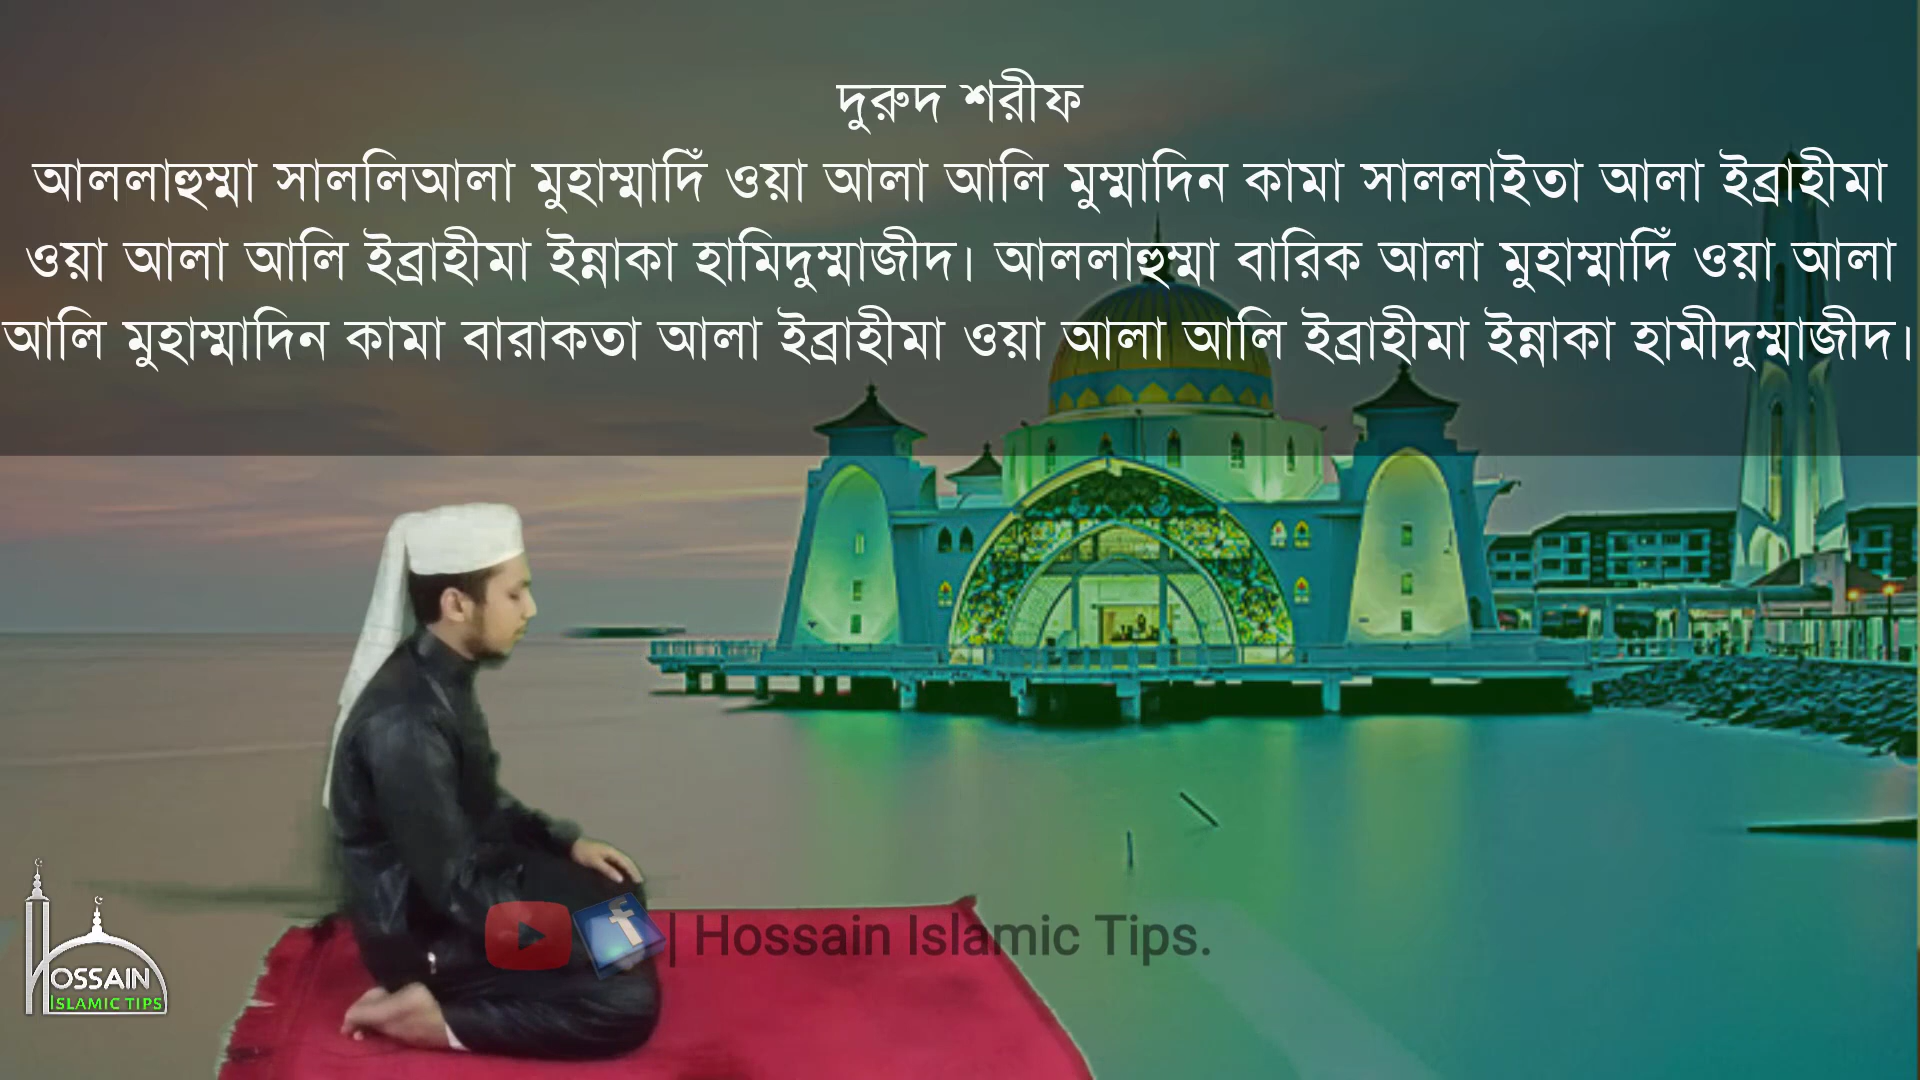 দুরুদ শরীফ
আললাহুম্মা সাললিআলা মুহাম্মাদিঁ ওয়া আলা আলি মুম্মাদিন কামা সাললাইতা আলা ইব্রাহীমা
ওয়া আলা আলি ইব্রাহীমা ইন্নাকা হামিদুম্মাজীদ। আললাহুম্মা বারিক আলা মুহাম্মাদিঁ ওয়া আলা
আলি মুহাম্মাদিন কামা বারাকতা আলা ইব্রাহীমা ওয়া আলা আলি ইব্রাহীমা ইন্নাকা হামীদুম্মাজীদ।
f | Hossain Islamic Tips.
HOSSAIN
ISLAMIC TIPS